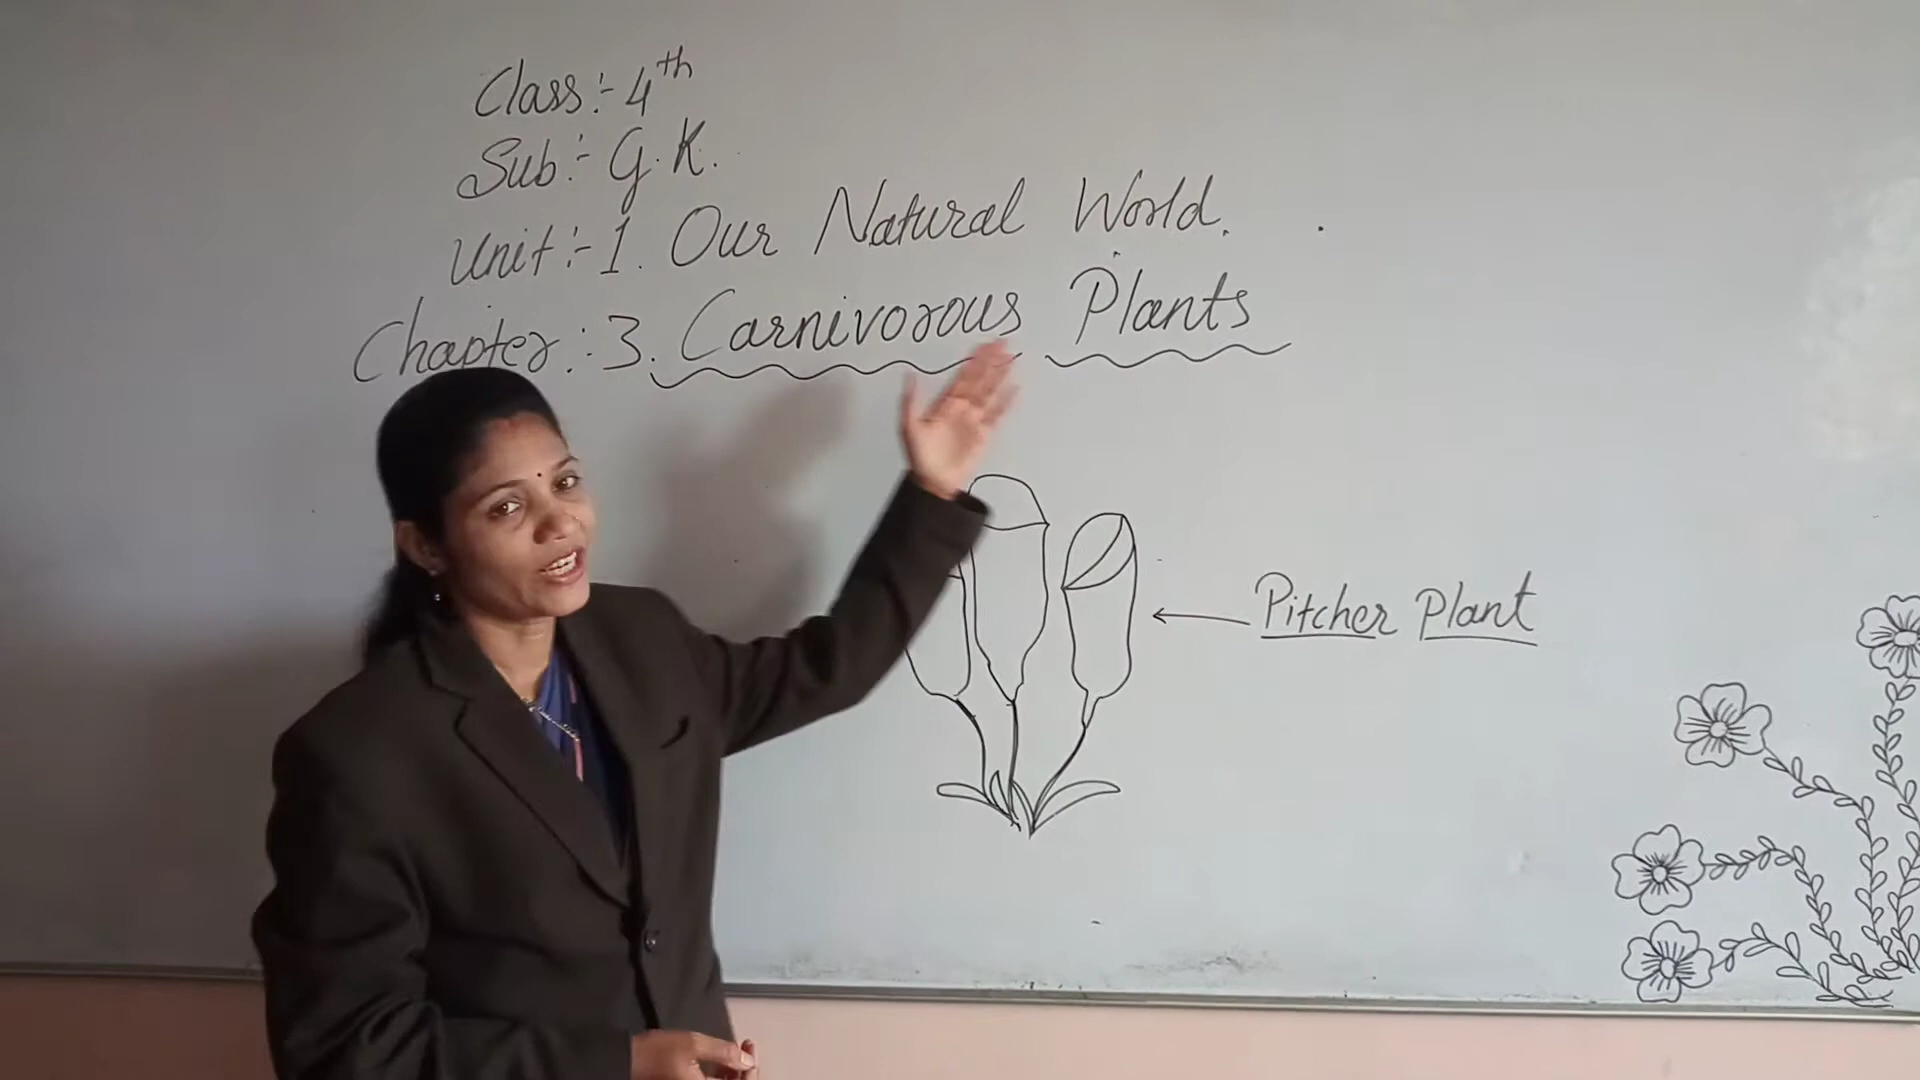 Class:- 4th
Sub:- G.K.
Unit:- 1. Our Natural World.
Chapter:3. Carnivorous Plants
Pitcher Plant